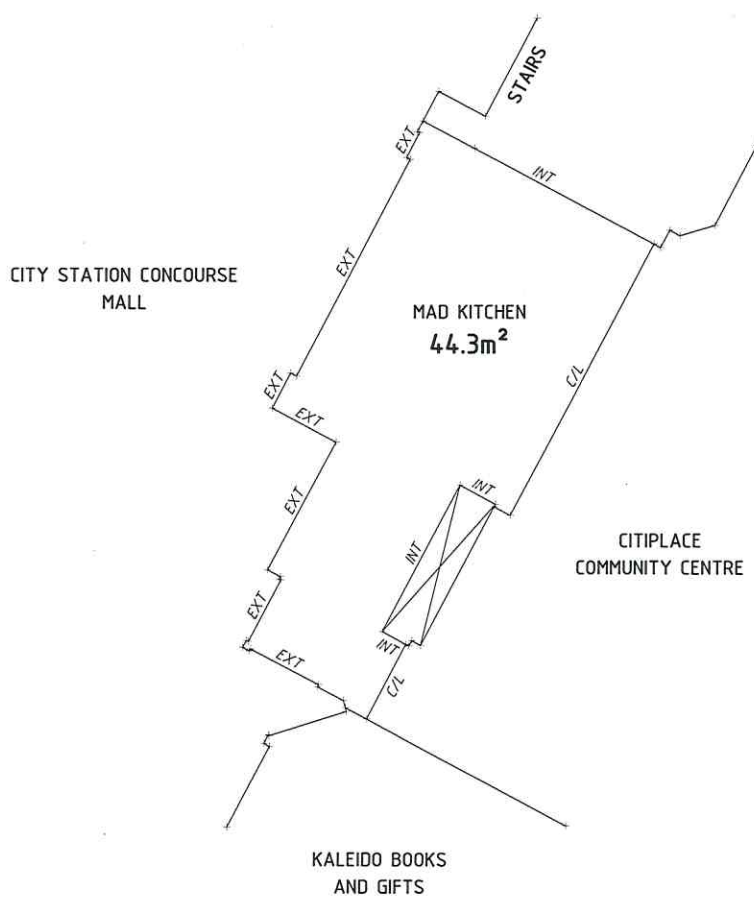 STAIRS
EXT
INT
EXT
CITY STATION CONCOURSE
MALL
MAD KITCHEN
44.3m²
C/L
EXT
EXT
EXT
INT
INT
CITIPLACE
COMMUNITY CENTRE
EXT
INT
EXT
C/L
KALEIDO BOOKS
AND GIFTS